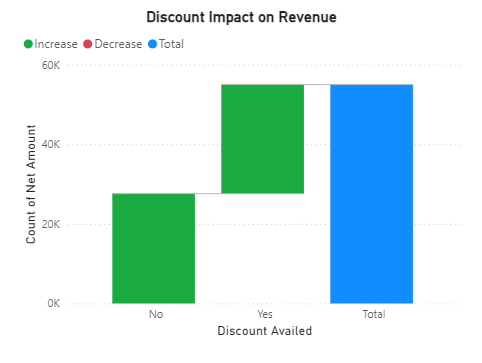 Discount Impact on Revenue
Increase Decrease Total
60K
40K
20K
0K
Count of Net Amount
No Yes Total
Discount Availed